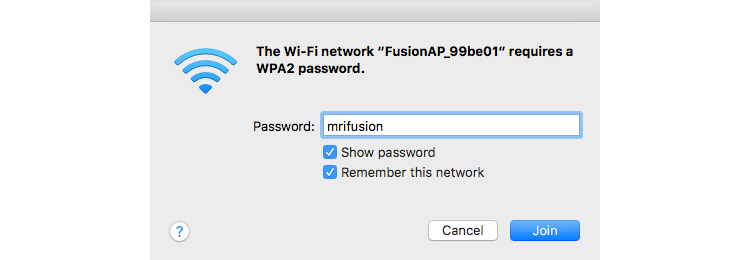 The Wi-Fi network “FusionAP_99be01” requires a
WPA2 password.
Password: mrifusion
Show password
Remember this network
? Cancel Join